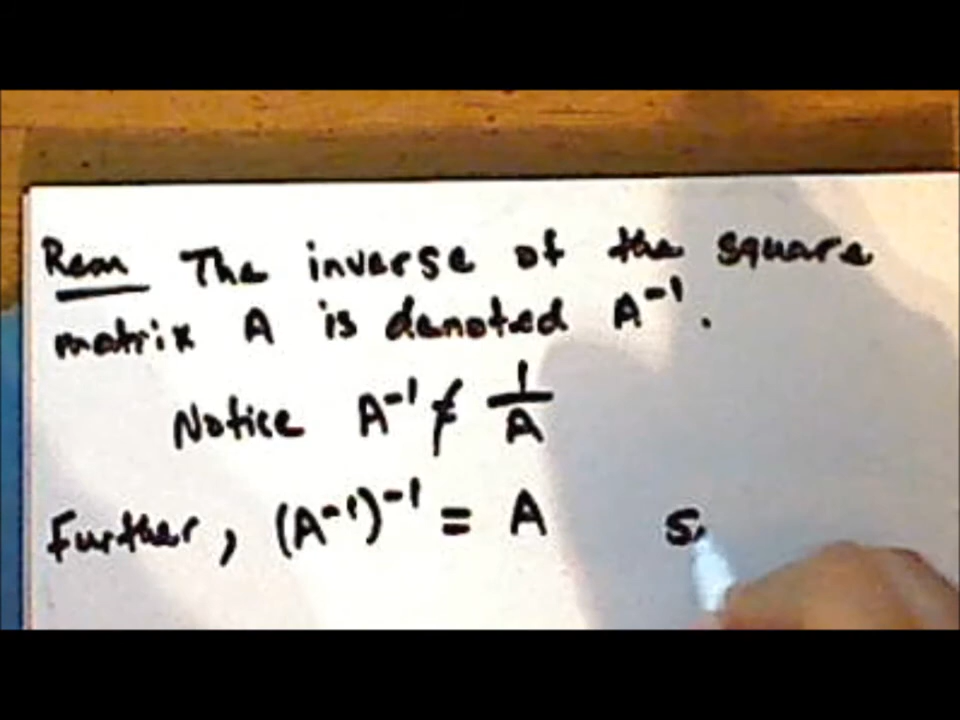 Rem The inverse of the square
matrix A is denoted A⁻¹.
Notice A⁻¹ ≠ 1/A
Further, (A⁻¹)⁻¹ = A